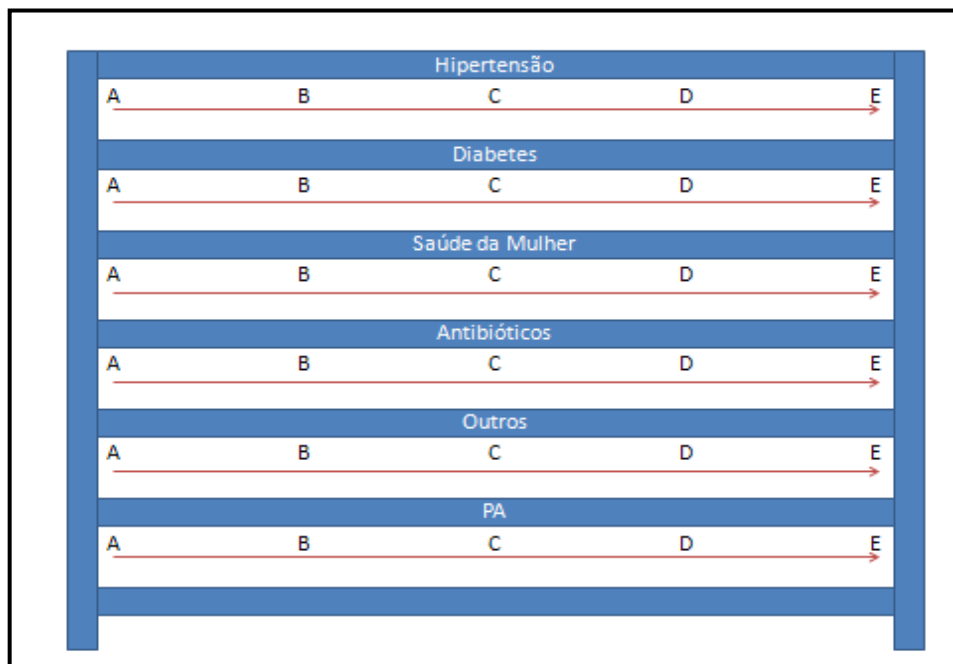 Hipertensão
A B C D E
Diabetes
A B C D E
Saúde da Mulher
A B C D E
Antibióticos
A B C D E
Outros
A B C D E
PA
A B C D E